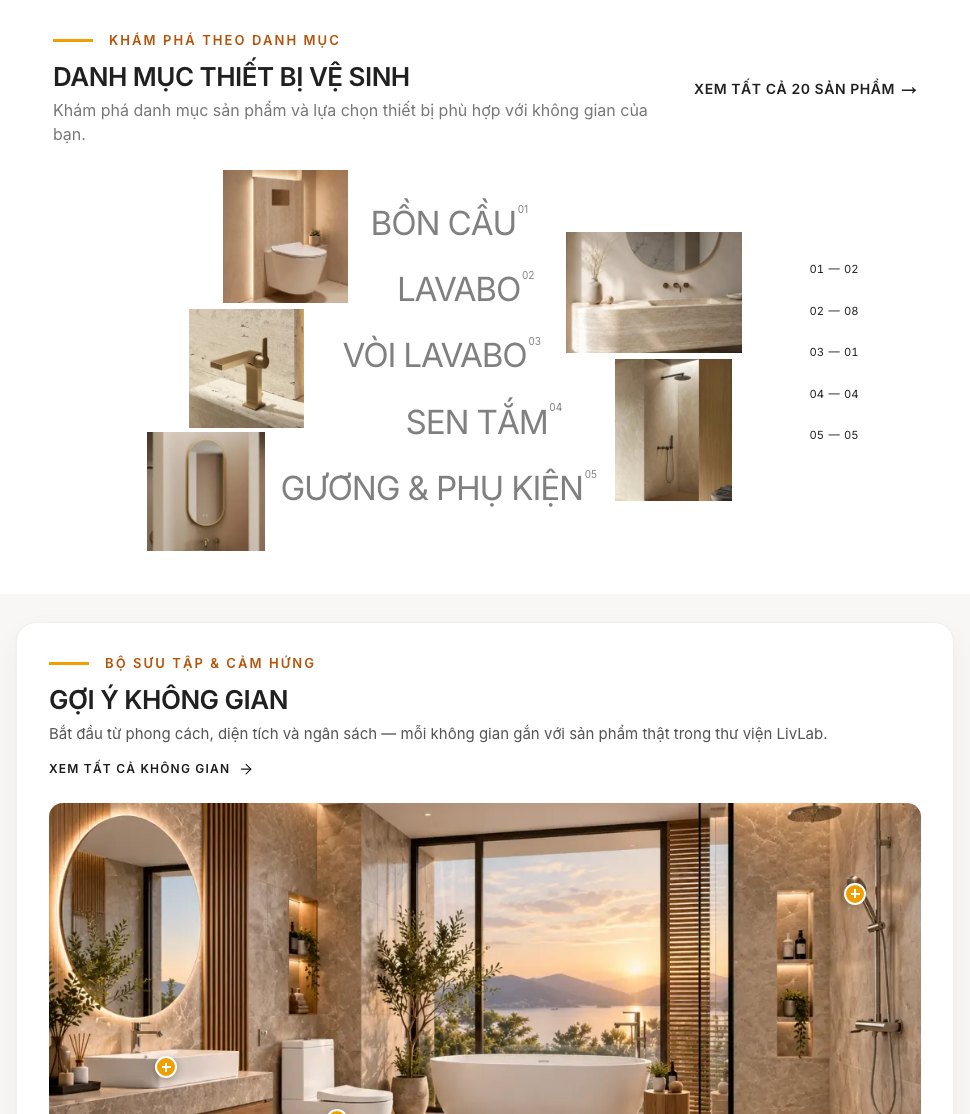 KHÁM PHÁ THEO DANH MỤC
DANH MỤC THIẾT BỊ VỆ SINH
Khám phá danh mục sản phẩm và lựa chọn thiết bị phù hợp với không gian của
bạn.
XEM TẤT CẢ 20 SẢN PHẨM →
BỒN CẦU 01
LAVABO 02
VÒI LAVABO 03
SEN TẮM 04
GƯƠNG & PHỤ KIỆN 05
01 — 02
02 — 08
03 — 01
04 — 04
05 — 05
BỘ SƯU TẬP & CẢM HỨNG
GỢI Ý KHÔNG GIAN
Bắt đầu từ phong cách, diện tích và ngân sách — mỗi không gian gắn với sản phẩm thật trong thư viện LivLab.
XEM TẤT CẢ KHÔNG GIAN →